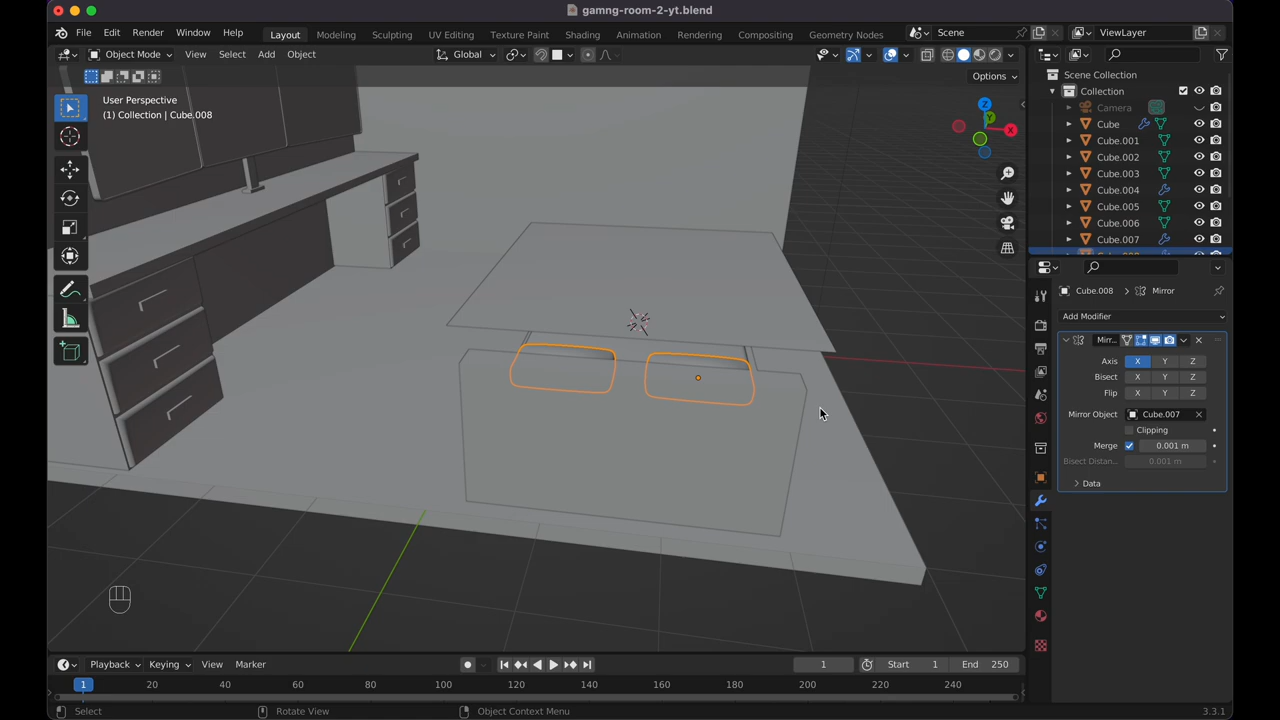 gamng-room-2-yt.blend
File Edit Render Window Help Layout Modeling Sculpting UV Editing Texture Paint Shading Animation Rendering Compositing Geometry Nodes Scene ViewLayer
Object Mode View Select Add Object Global
Options
User Perspective
(1) Collection | Cube.008
Z
Y
X
Scene Collection
Collection
Camera
Cube
Cube.001
Cube.002
Cube.003
Cube.004
Cube.005
Cube.006
Cube.007
Cube.008
Cube.008 > Mirror
Add Modifier
Mirr...
Axis X Y Z
Bisect X Y Z
Flip X Y Z
Mirror Object Cube.007
Clipping
Merge 0.001 m
Bisect Distan... 0.001 m
Data
Playback Keying View Marker 1 Start 1 End 250
1 20 40 60 80 100 120 140 160 180 200 220 240
Select Rotate View Object Context Menu 3.3.1